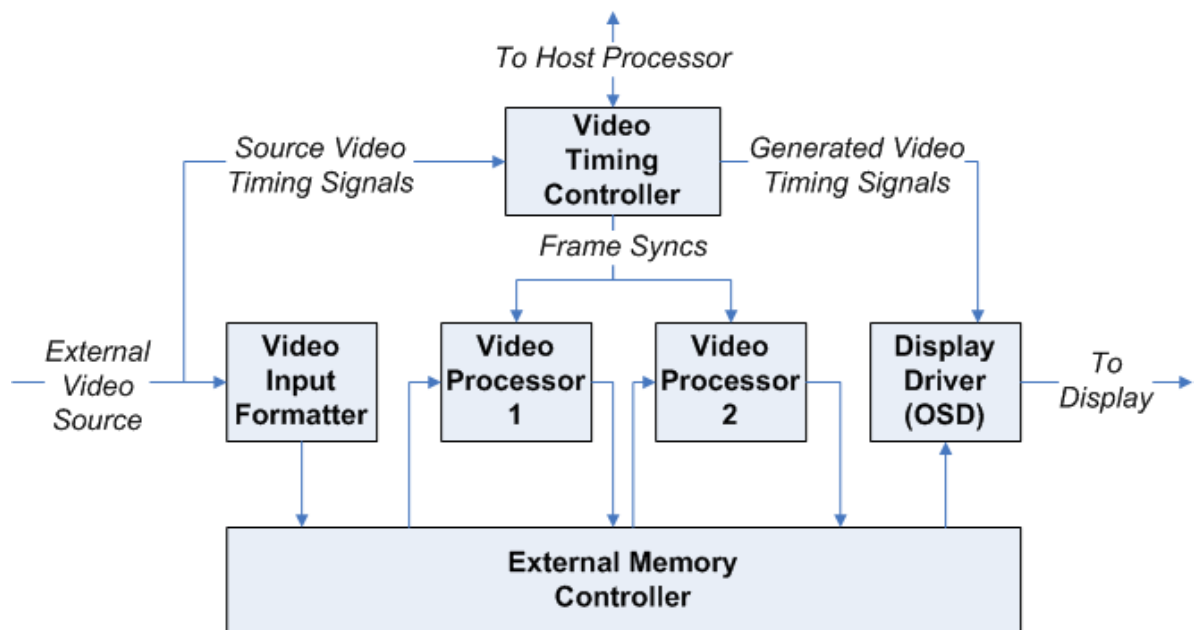 To Host Processor
Video
Timing
Controller
Source Video
Timing Signals
Generated Video
Timing Signals
Frame Syncs
External
Video
Source
Video
Input
Formatter
Video
Processor
1
Video
Processor
2
Display
Driver
(OSD)
To
Display
External Memory
Controller